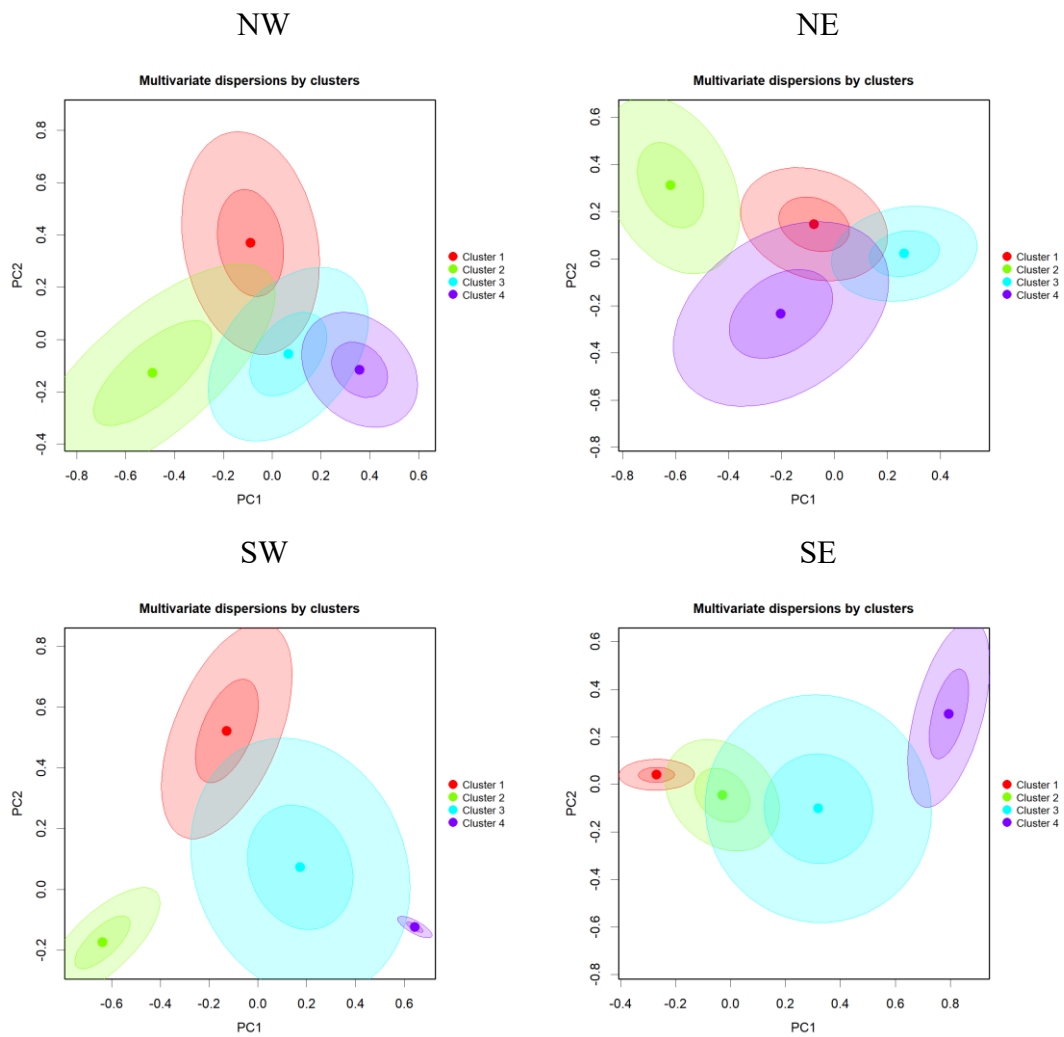 NW
Multivariate dispersions by clusters
PC2
0.8
0.6
0.4
0.2
0.0
-0.2
-0.4
-0.8 -0.6 -0.4 -0.2 0.0 0.2 0.4 0.6
PC1
Cluster 1
Cluster 2
Cluster 3
Cluster 4
NE
Multivariate dispersions by clusters
PC2
0.6
0.4
0.2
0.0
-0.2
-0.4
-0.6
-0.8
-0.8 -0.6 -0.4 -0.2 0.0 0.2 0.4
PC1
Cluster 1
Cluster 2
Cluster 3
Cluster 4
SW
Multivariate dispersions by clusters
PC2
0.8
0.6
0.4
0.2
0.0
-0.2
-0.6 -0.4 -0.2 0.0 0.2 0.4 0.6
PC1
Cluster 1
Cluster 2
Cluster 3
Cluster 4
SE
Multivariate dispersions by clusters
PC2
0.6
0.4
0.2
0.0
-0.2
-0.4
-0.6
-0.8
-0.4 -0.2 0.0 0.2 0.4 0.6 0.8
PC1
Cluster 1
Cluster 2
Cluster 3
Cluster 4